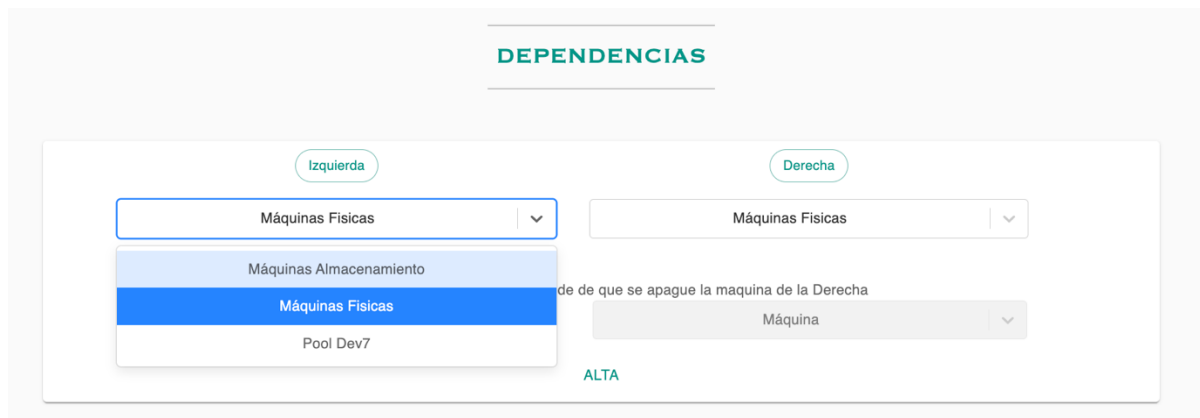 DEPENDENCIAS
Izquierda
Derecha
Máquinas Fisicas
Máquinas Fisicas
Máquinas Almacenamiento
Máquinas Fisicas
Pool Dev7
de de que se apague la maquina de la Derecha
Máquina
ALTA